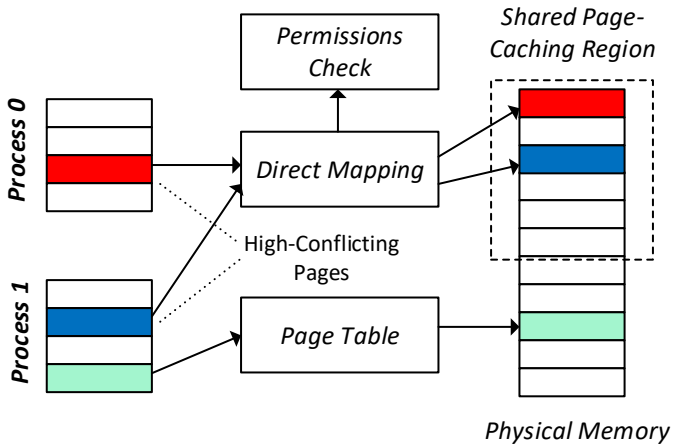 Shared Page-
Caching Region
Permissions
Check
Process 0
Direct Mapping
High-Conflicting
Pages
Process 1
Page Table
Physical Memory